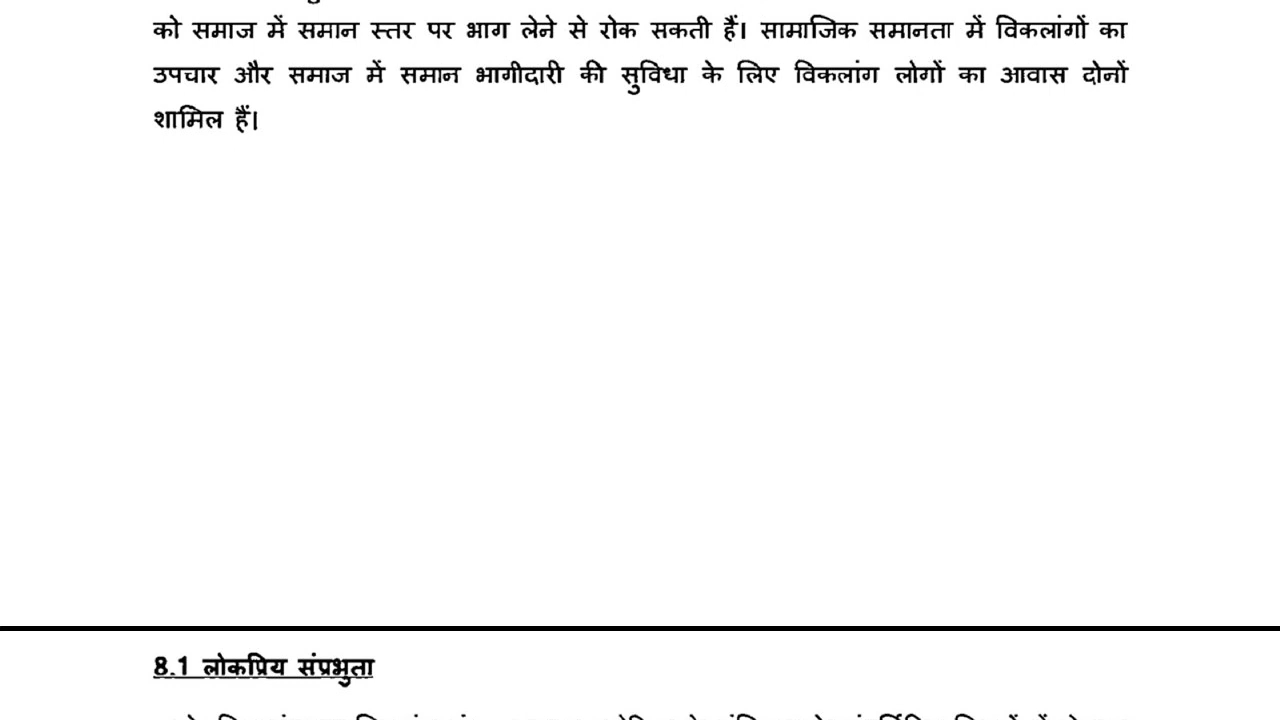 को समाज में समान स्तर पर भाग लेने से रोक सकती हैं। सामाजिक समानता में विकलांगों का
उपचार और समाज में समान भागीदारी की सुविधा के लिए विकलांग लोगों का आवास दोनों
शामिल हैं।
8.1 लोकप्रिय संप्रभुता